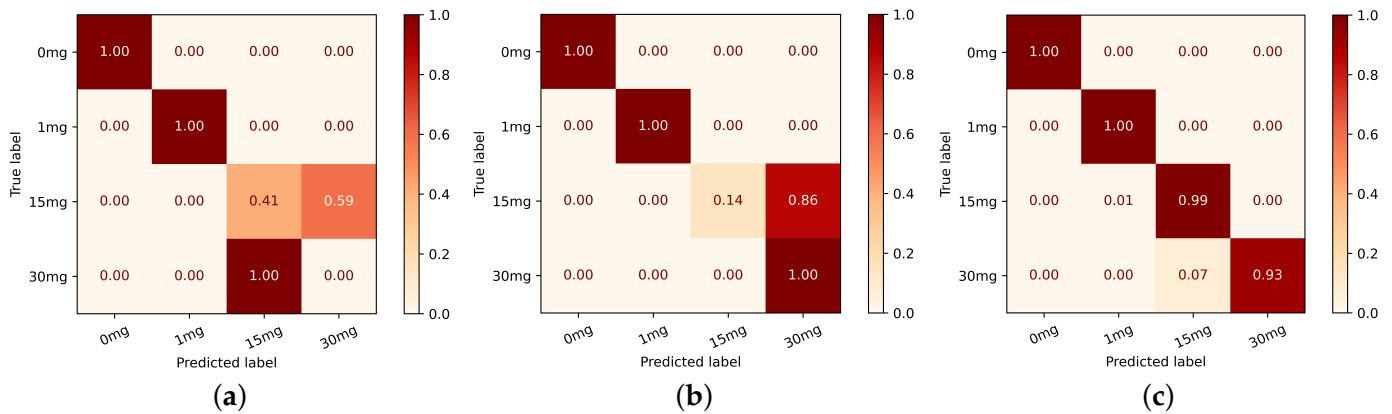 True label
0mg
1mg
15mg
30mg
1.00 0.00 0.00 0.00
0.00 1.00 0.00 0.00
0.00 0.00 0.41 0.59
0.00 0.00 1.00 0.00
0mg 1mg 15mg 30mg
Predicted label
1.0
0.8
0.6
0.4
0.2
0.0
(a)
True label
0mg
1mg
15mg
30mg
1.00 0.00 0.00 0.00
0.00 1.00 0.00 0.00
0.00 0.00 0.14 0.86
0.00 0.00 0.00 1.00
0mg 1mg 15mg 30mg
Predicted label
1.0
0.8
0.6
0.4
0.2
0.0
(b)
True label
0mg
1mg
15mg
30mg
1.00 0.00 0.00 0.00
0.00 1.00 0.00 0.00
0.00 0.01 0.99 0.00
0.00 0.00 0.07 0.93
0mg 1mg 15mg 30mg
Predicted label
1.0
0.8
0.6
0.4
0.2
0.0
(c)